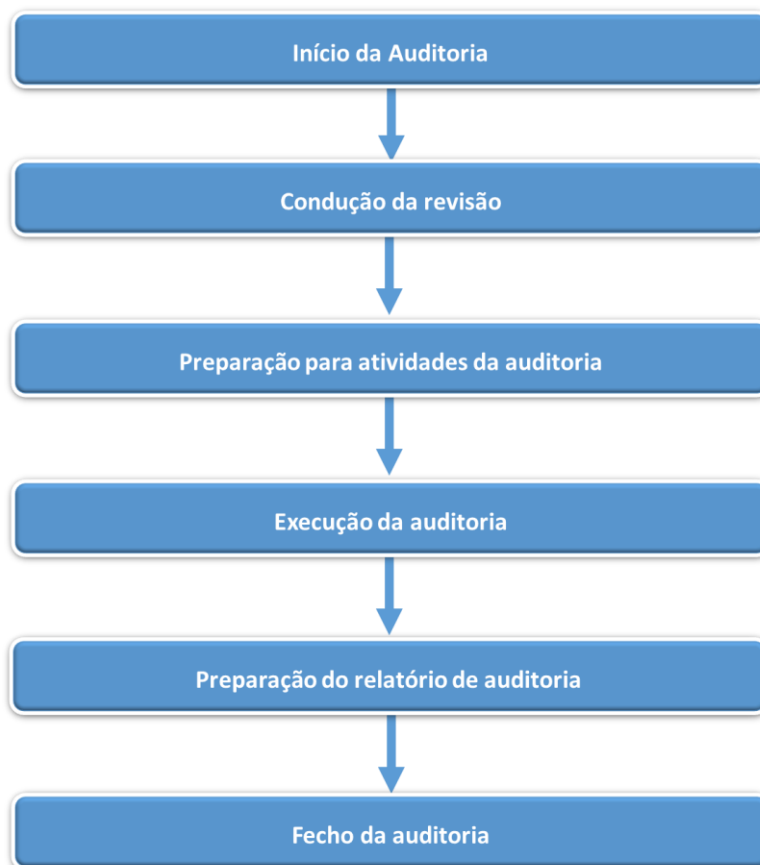 Início da Auditoria
Condução da revisão
Preparação para atividades da auditoria
Execução da auditoria
Preparação do relatório de auditoria
Fecho da auditoria